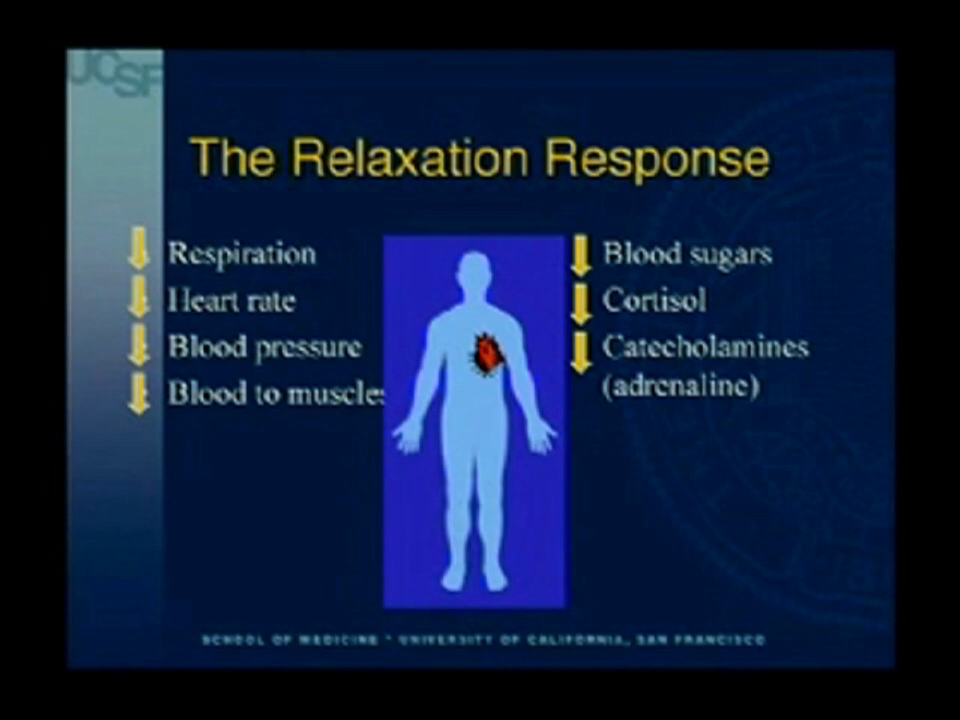 UCSF
The Relaxation Response
Respiration
Heart rate
Blood pressure
Blood to muscles
Blood sugars
Cortisol
Catecholamines
(adrenaline)
SCHOOL OF MEDICINE * UNIVERSITY OF CALIFORNIA, SAN FRANCISCO